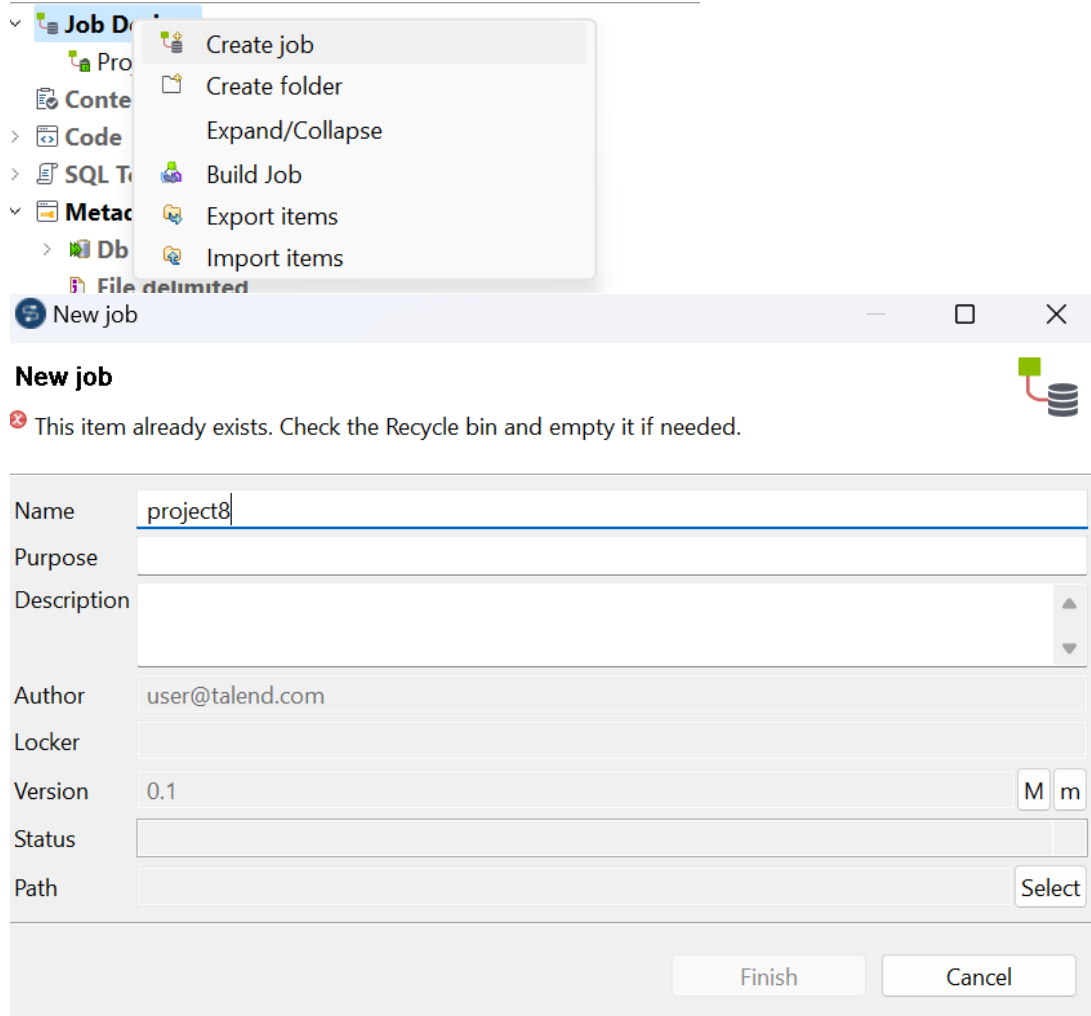 Job De
Create job
Pro
Create folder
Conte
Expand/Collapse
Code
Build Job
SQL Te
Export items
Metad
Import items
Db
File delimited
New job
New job
This item already exists. Check the Recycle bin and empty it if needed.
Name project8
Purpose
Description
Author user@talend.com
Locker
Version 0.1 M m
Status
Path Select
Finish Cancel